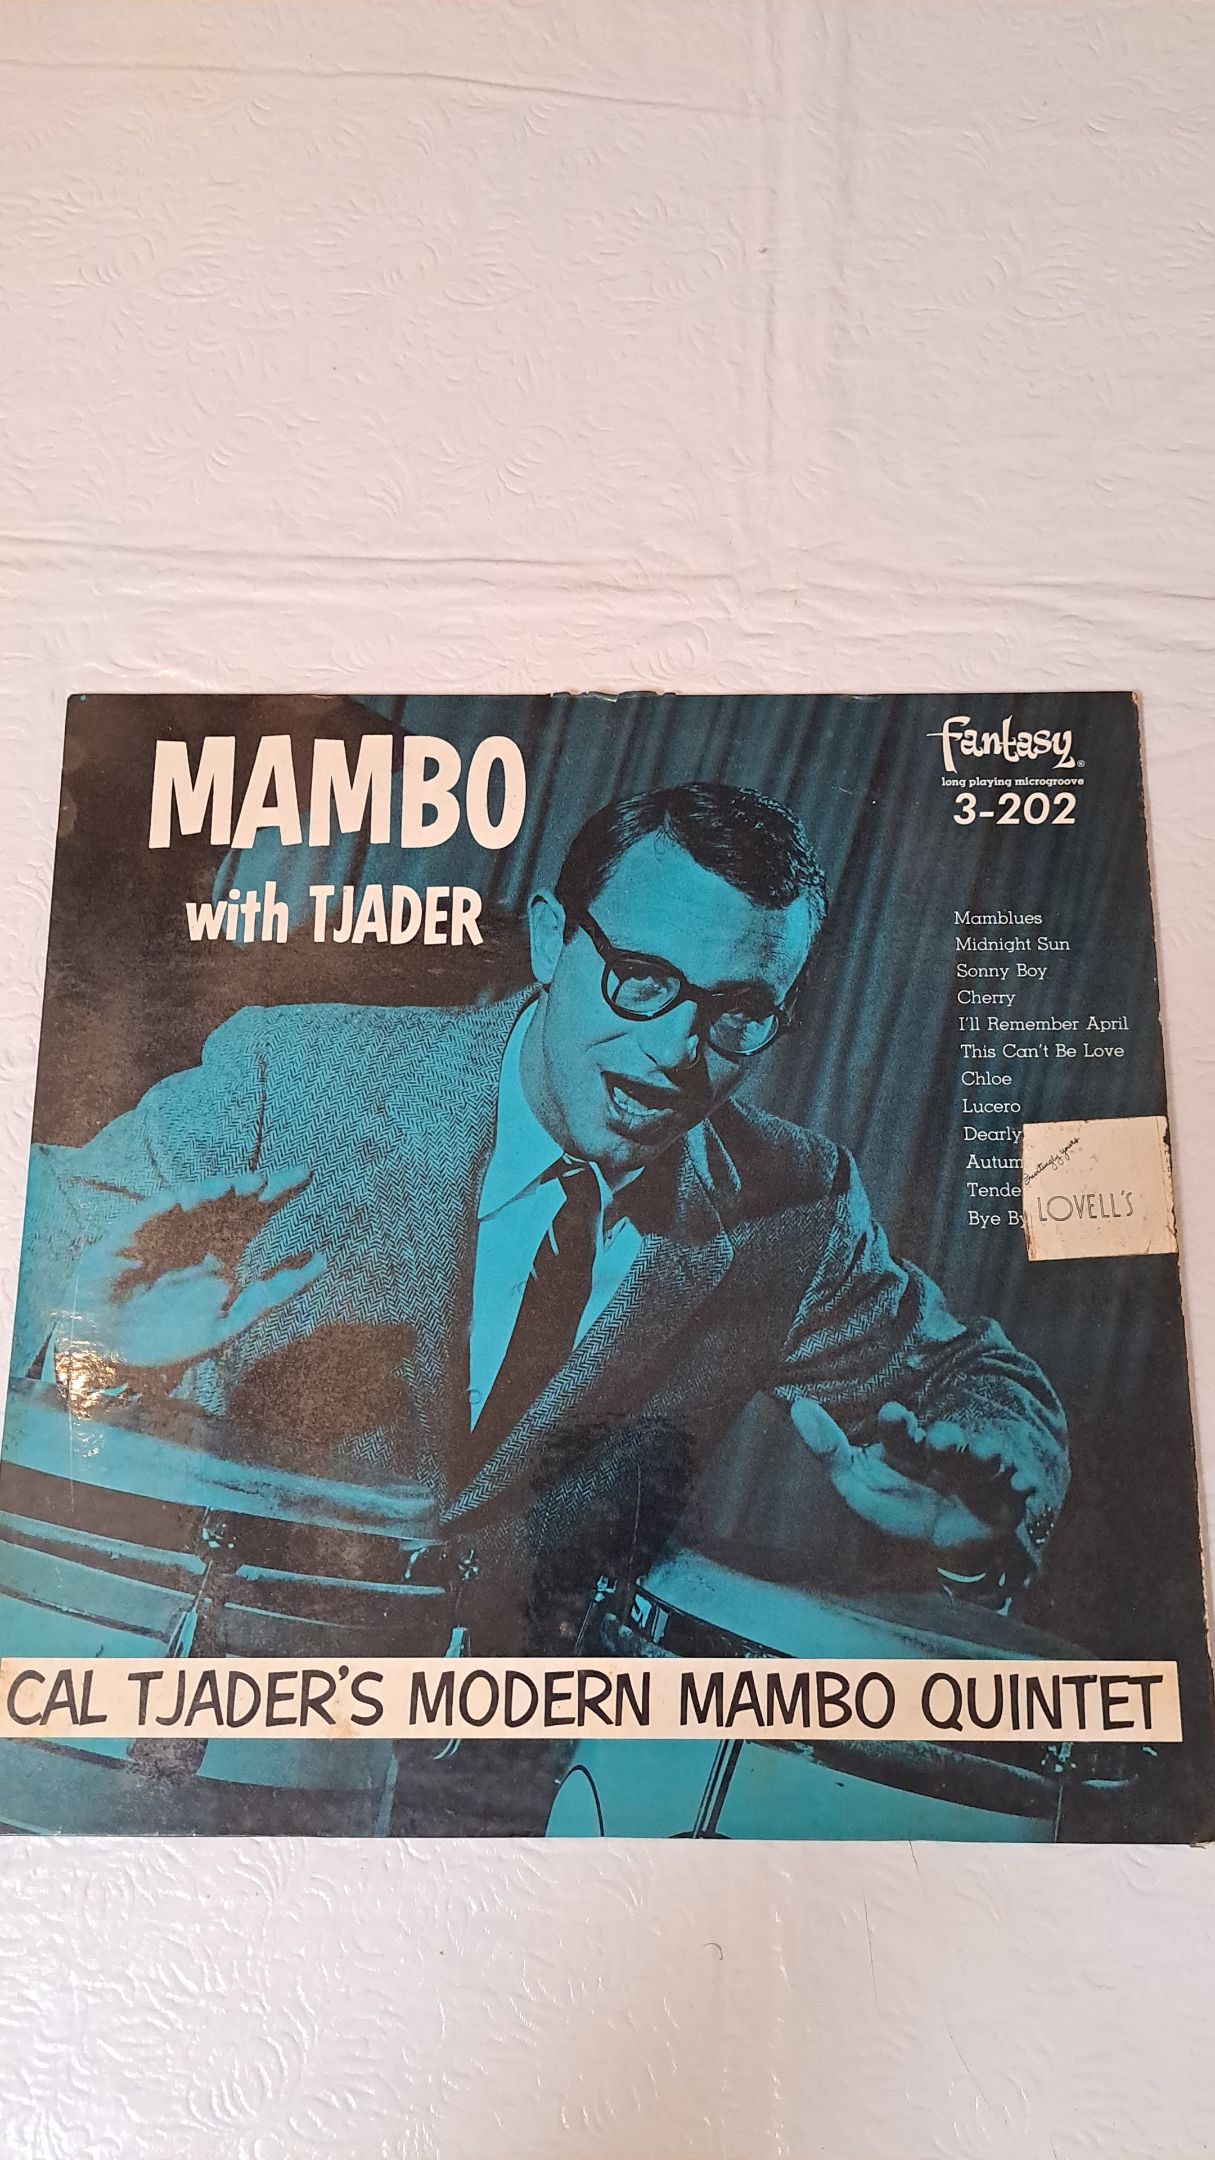 MAMBO
with TJADER
fantasy®
long playing microgroove
3-202
Mamblues
Midnight Sun
Sonny Boy
Cherry
I'll Remember April
This Can't Be Love
Chloe
Lucero
Dearly
Autum
Tende
Bye B
yours
LOVELL'S
CAL TJADER'S MODERN MAMBO QUINTET